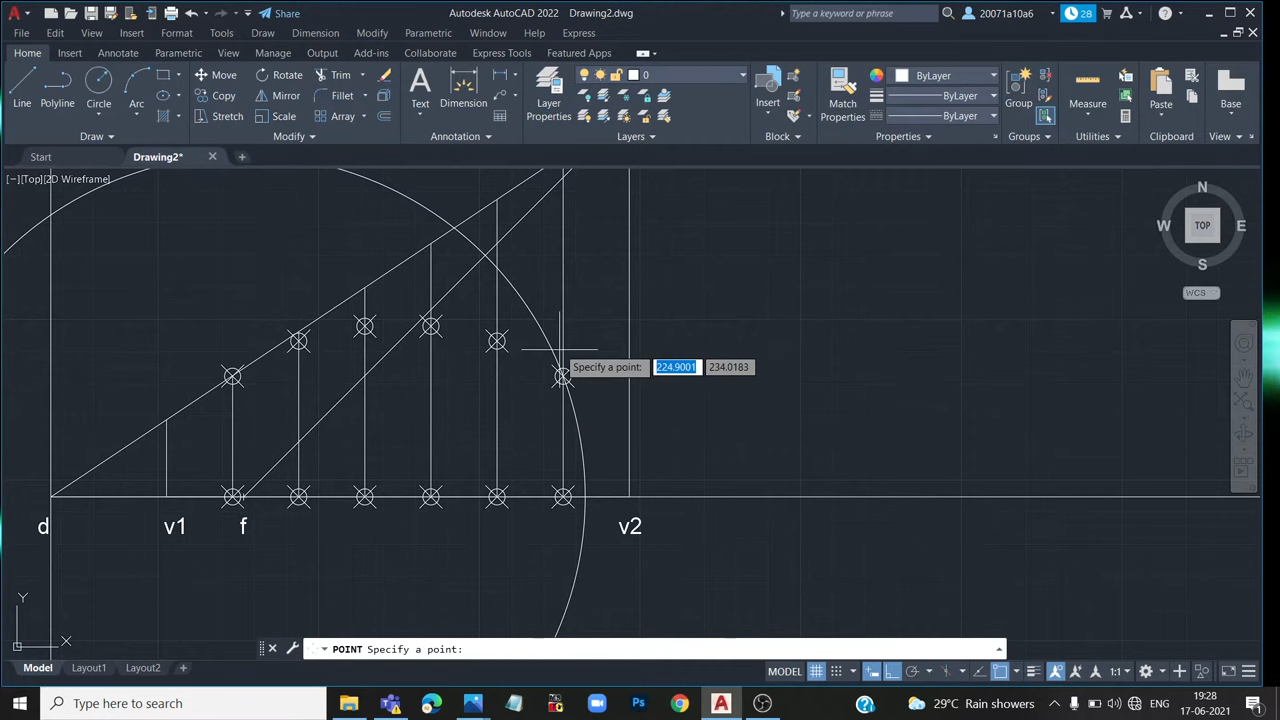 Share
Autodesk AutoCAD 2022 Drawing2.dwg
Type a keyword or phrase
20071a10a6
28
File Edit View Insert Format Tools Draw Dimension Modify Parametric Window Help Express
Home Insert Annotate Parametric View Manage Output Add-ins Collaborate Express Tools Featured Apps
Line Polyline Circle Arc
Move Rotate Trim
Copy Mirror Fillet
Stretch Scale Array
Text Dimension
Layer Properties
0
Insert
Match Properties
ByLayer
ByLayer
ByLayer
Group Measure Paste Base
Draw Modify Annotation Layers Block Properties Groups Utilities Clipboard View
Start Drawing2*
[−][Top][2D Wireframe]
N
W TOP E
S
WCS
Specify a point: 224.9001 234.0183
d v1 f v2
Y
X
POINT Specify a point:
Model Layout1 Layout2
MODEL 1:1
Type here to search
29°C Rain showers
ENG
19:28
17-06-2021
1